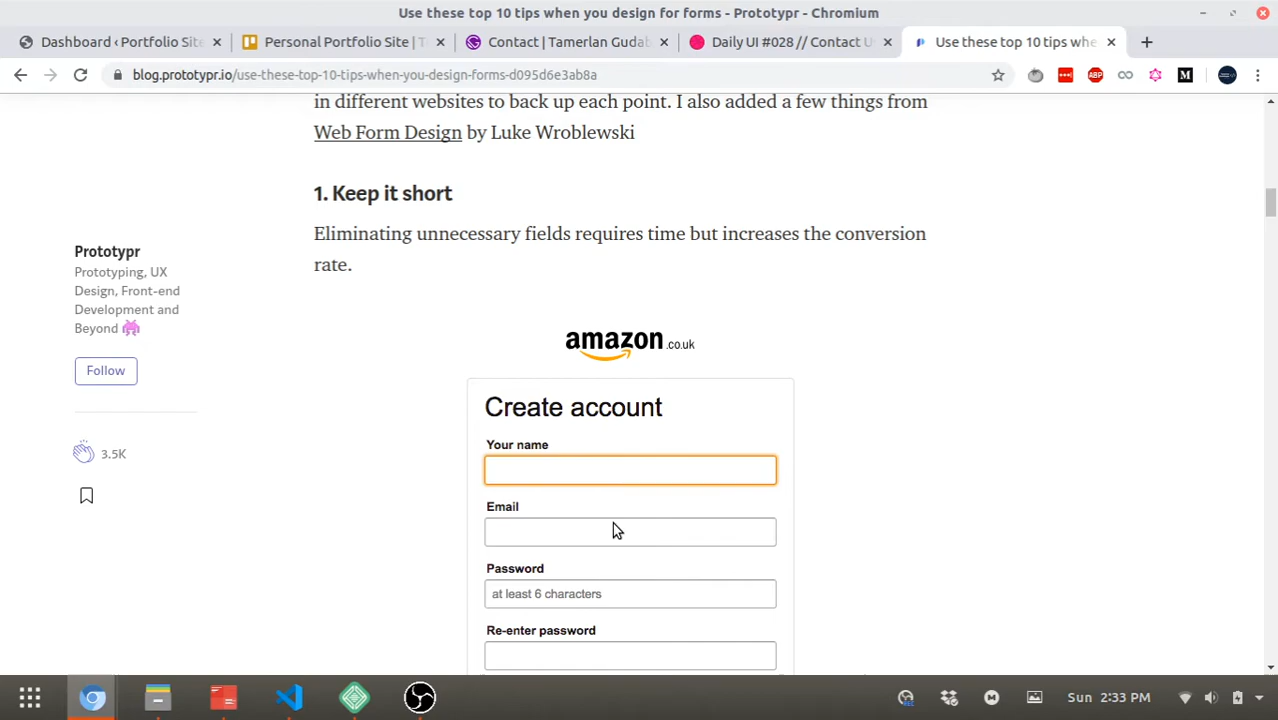 Use these top 10 tips when you design for forms - Prototypr - Chromium
Dashboard ‹ Portfolio Site
Personal Portfolio Site | T
Contact | Tamerlan Gudab
Daily UI #028 // Contact U
Use these top 10 tips whe
blog.prototypr.io/use-these-top-10-tips-when-you-design-forms-d095d6e3ab8a
ABP
M
in different websites to back up each point. I also added a few things from
Web Form Design by Luke Wroblewski
1. Keep it short
Eliminating unnecessary fields requires time but increases the conversion
rate.
Prototypr
Prototyping, UX
Design, Front-end
Development and
Beyond 👾
Follow
3.5K
amazon.co.uk
Create account
Your name
Email
Password
at least 6 characters
Re-enter password
Sun 2:33 PM